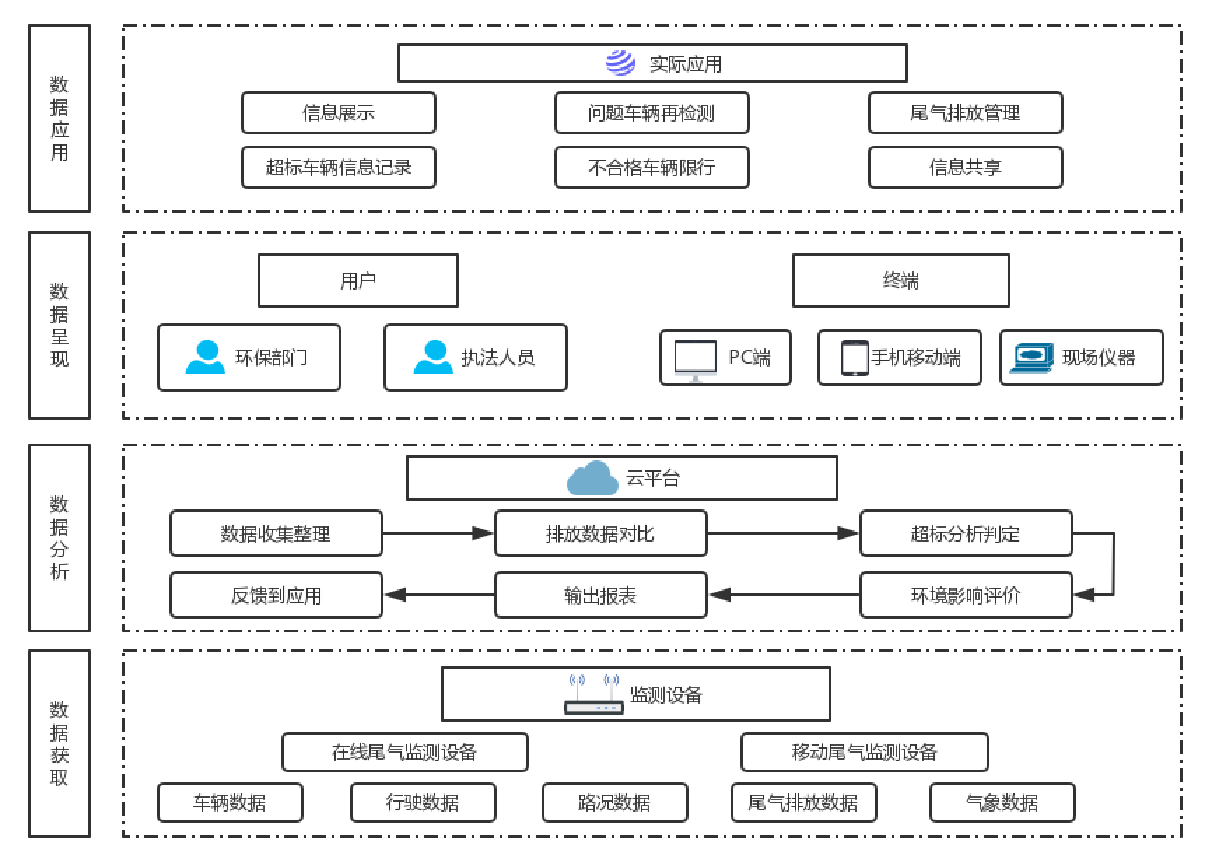 数据应用
实际应用
信息展示
问题车辆再检测
尾气排放管理
超标车辆信息记录
不合格车辆限行
信息共享
数据呈现
用户
终端
环保部门
执法人员
PC端
手机移动端
现场仪器
数据分析
云平台
数据收集整理
排放数据对比
超标分析判定
反馈到应用
输出报表
环境影响评价
数据获取
监测设备
在线尾气监测设备
移动尾气监测设备
车辆数据
行驶数据
路况数据
尾气排放数据
气象数据